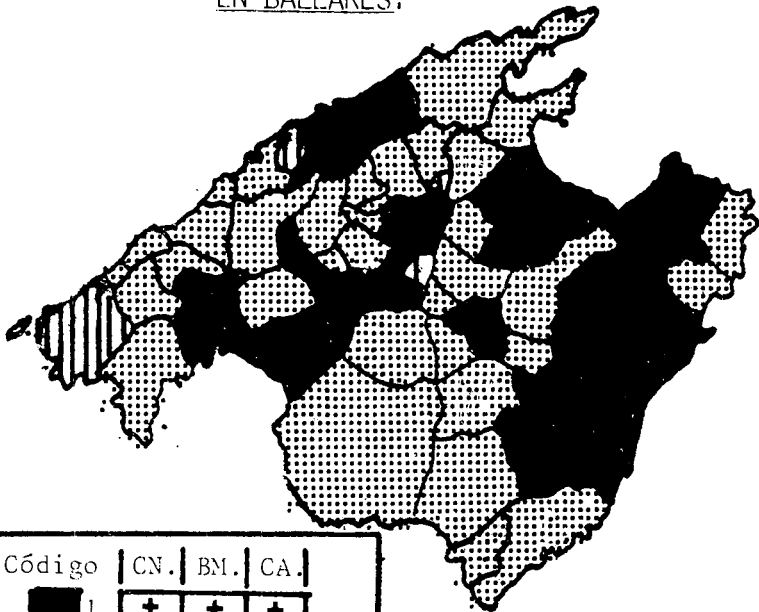 EN BALEARES.
Código | CN. | BM. | CA. |
1 + + +